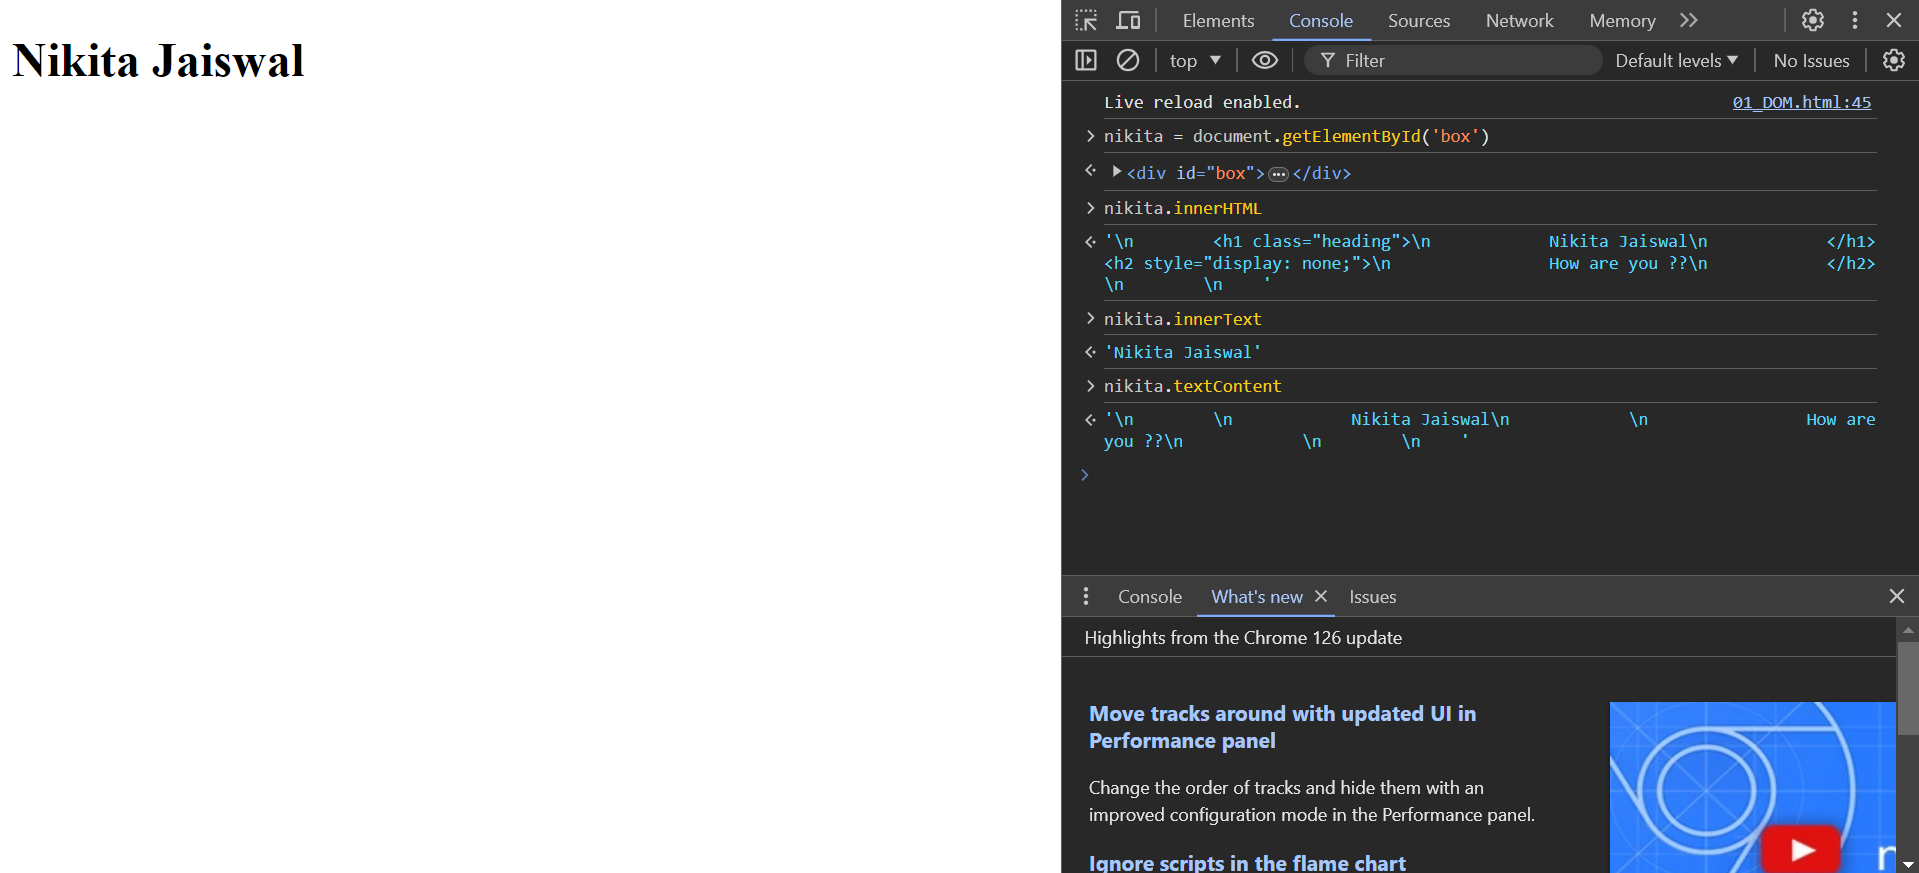 Nikita Jaiswal
Elements Console Sources Network Memory
top Filter Default levels No Issues
Live reload enabled. 01_DOM.html:45
nikita = document.getElementById('box')
<div id="box">…</div>
nikita.innerHTML
'\n        <h1 class="heading">\n            Nikita Jaiswal\n            </h1>
<h2 style="display: none;">\n                How are you ??\n            </h2>
\n        \n    '
nikita.innerText
'Nikita Jaiswal'
nikita.textContent
'\n        \n            Nikita Jaiswal\n            \n                How are
you ??\n            \n        \n    '
Console What's new Issues
Highlights from the Chrome 126 update
Move tracks around with updated UI in
Performance panel
Change the order of tracks and hide them with an
improved configuration mode in the Performance panel.
Ignore scripts in the flame chart